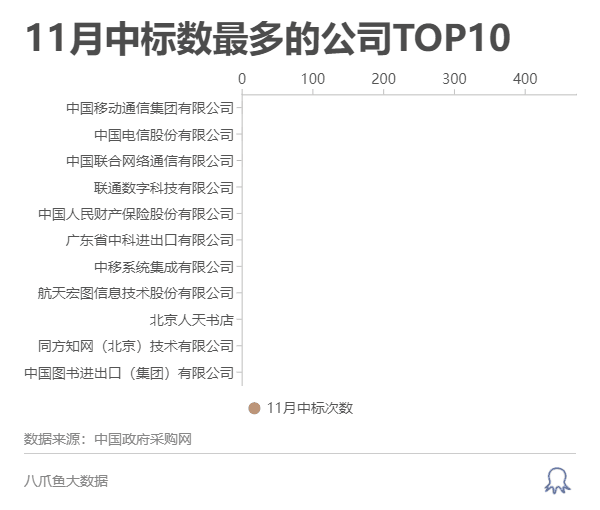 11月中标数最多的公司TOP10
0 100 200 300 400
中国移动通信集团有限公司
中国电信股份有限公司
中国联合网络通信有限公司
联通数字科技有限公司
中国人民财产保险股份有限公司
广东省中科进出口有限公司
中移系统集成有限公司
航天宏图信息技术股份有限公司
北京人天书店
同方知网（北京）技术有限公司
中国图书进出口（集团）有限公司
11月中标次数
数据来源：中国政府采购网
八爪鱼大数据